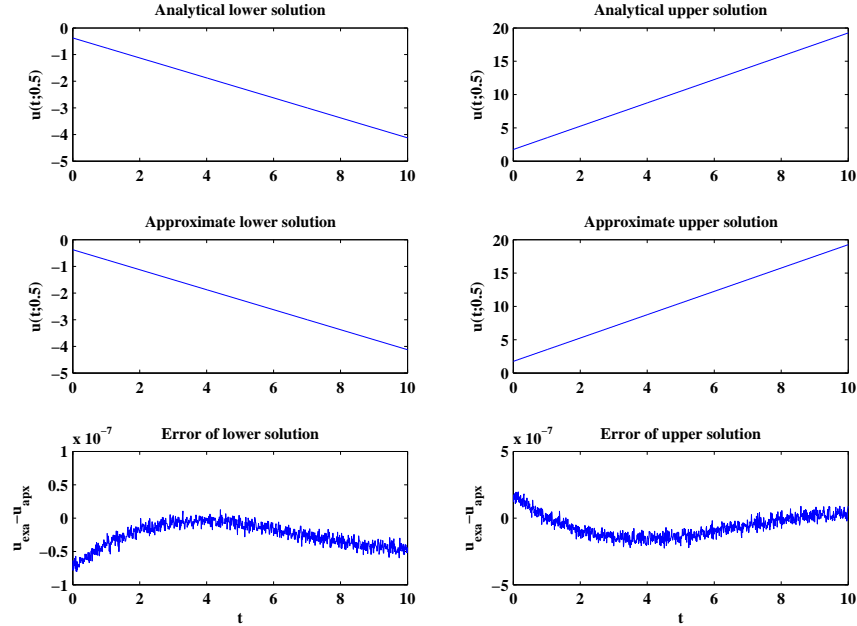 Analytical lower solution
0
−1
−2
−3
−4
−5
u(t;0.5)
0 2 4 6 8 10
Analytical upper solution
20
15
10
5
0
u(t;0.5)
0 2 4 6 8 10
Approximate lower solution
0
−1
−2
−3
−4
−5
u(t;0.5)
0 2 4 6 8 10
Approximate upper solution
20
15
10
5
0
u(t;0.5)
0 2 4 6 8 10
Error of lower solution
x 10^-7
1
0.5
0
−0.5
−1
u_exa−u_apx
0 2 4 6 8 10
t
Error of upper solution
x 10^-7
5
0
−5
u_exa−u_apx
0 2 4 6 8 10
t